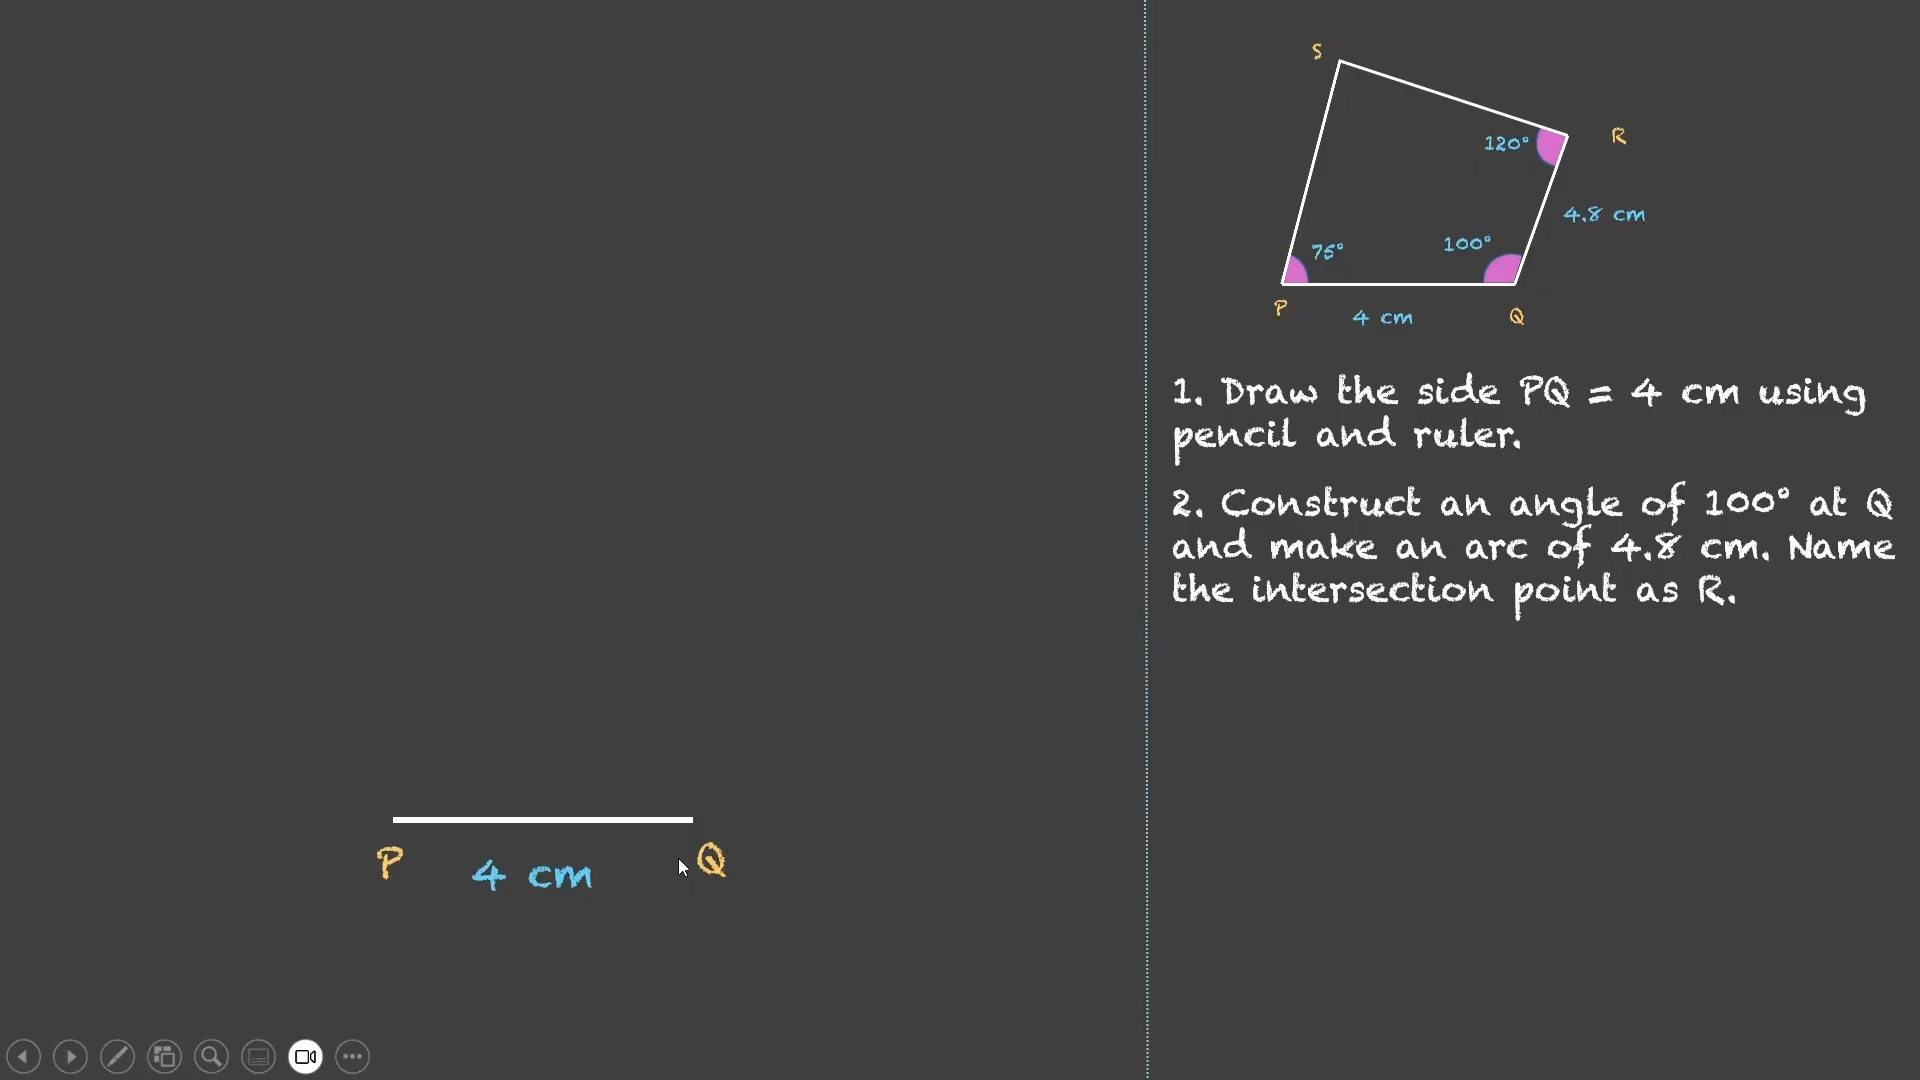 S
R
120°
4.8 cm
100°
75°
P
4 cm
Q
1. Draw the side PQ = 4 cm using
pencil and ruler.
2. Construct an angle of 100° at Q
and make an arc of 4.8 cm. Name
the intersection point as R.
P
4 cm
Q